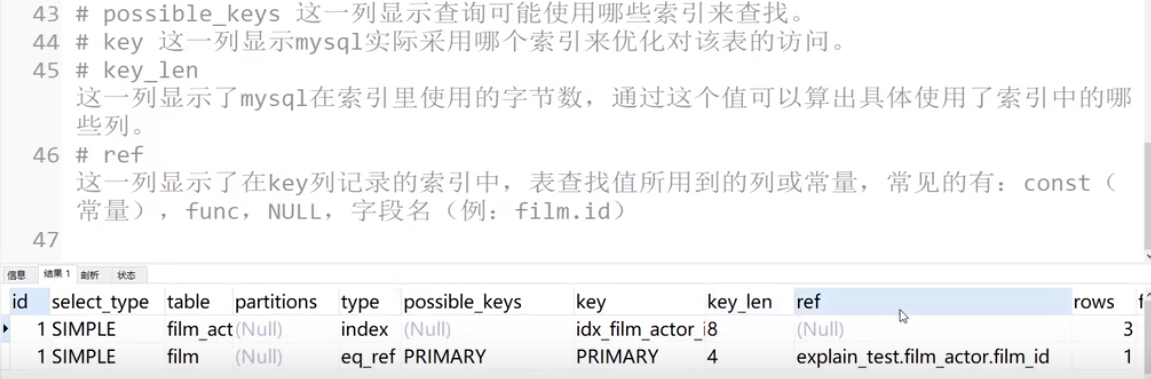 43 # possible_keys 这一列显示查询可能使用哪些索引来查找。
44 # key 这一列显示mysql实际采用哪个索引来优化对该表的访问。
45 # key_len
这一列显示了mysql在索引里使用的字节数，通过这个值可以算出具体使用了索引中的哪
些列。
46 # ref
这一列显示了在key列记录的索引中，表查找值所用到的列或常量，常见的有：const（
常量），func，NULL，字段名（例：film.id）
47
信息 结果 1 剖析 状态
id select_type table partitions type possible_keys key key_len ref rows f
1 SIMPLE film_act (Null) index (Null) idx_film_actor_i 8 (Null) 3
1 SIMPLE film (Null) eq_ref PRIMARY PRIMARY 4 explain_test.film_actor.film_id 1